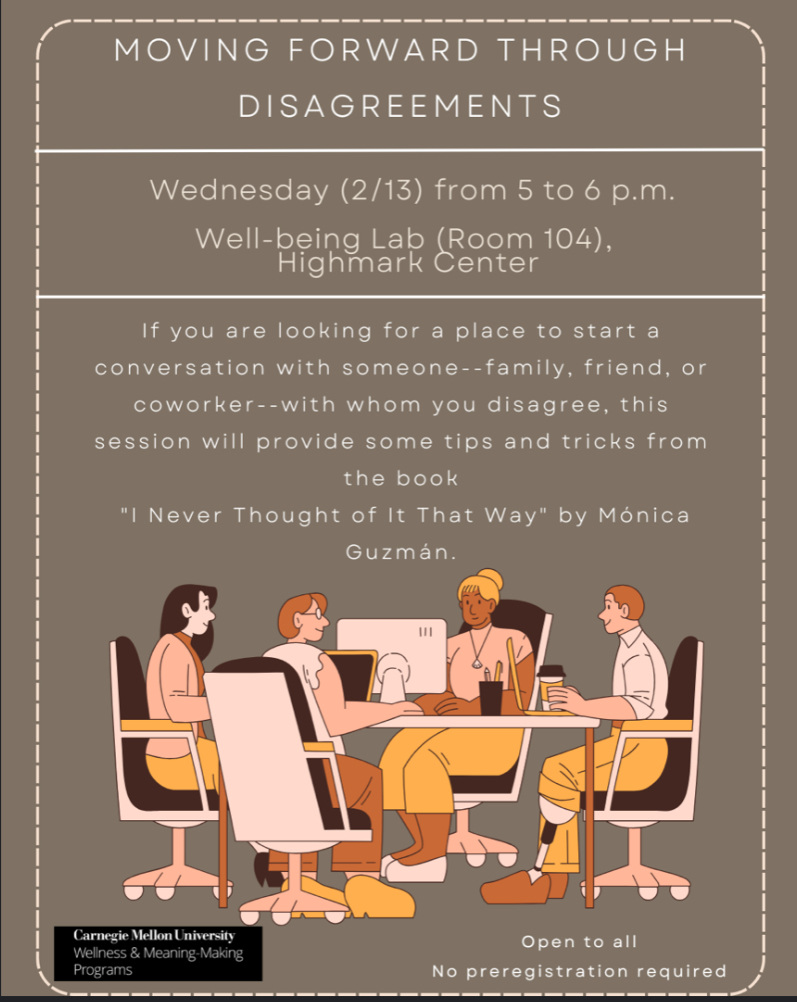 MOVING FORWARD THROUGH
DISAGREEMENTS
Wednesday (2/13) from 5 to 6 p.m.
Well-being Lab (Room 104),
Highmark Center
If you are looking for a place to start a
conversation with someone--family, friend, or
coworker--with whom you disagree, this
session will provide some tips and tricks from
the book
"I Never Thought of It That Way" by Mónica
Guzmán.
Carnegie Mellon University
Wellness & Meaning-Making
Programs
Open to all
No preregistration required